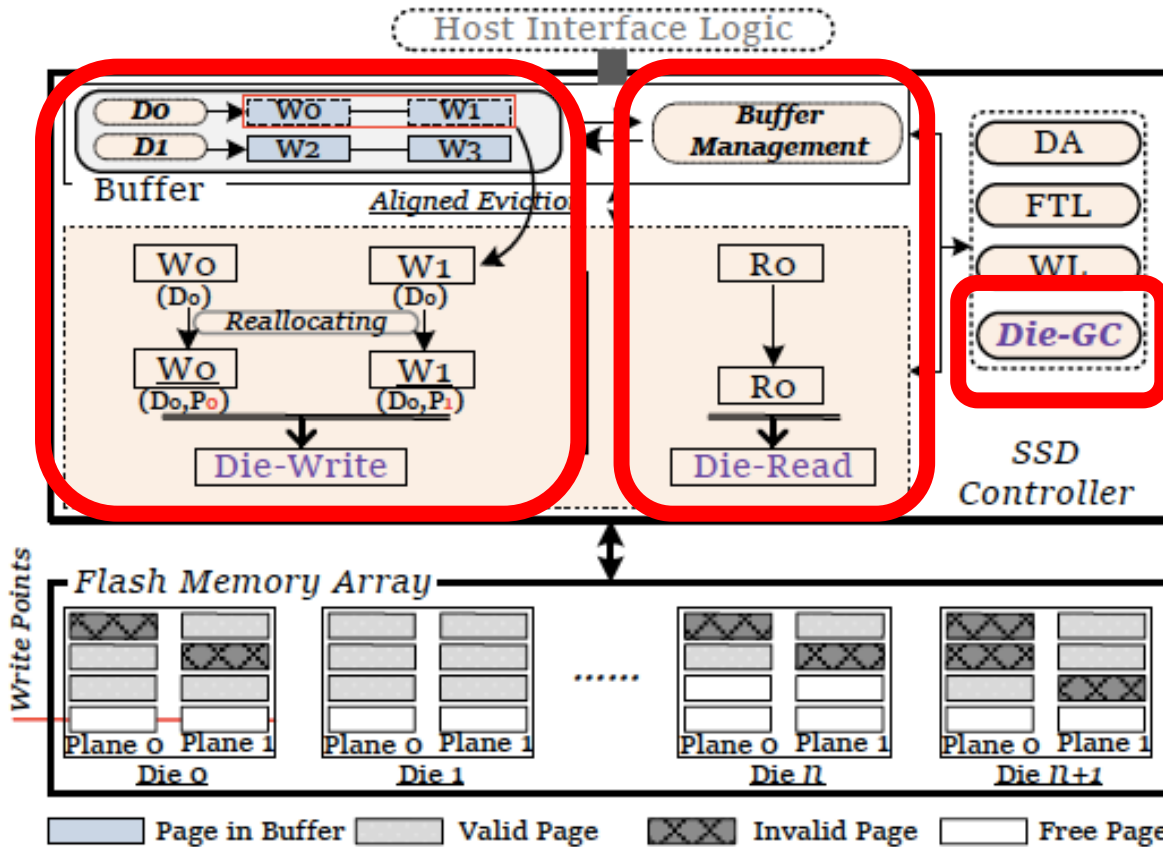 Host Interface Logic
D0 W0 W1
D1 W2 W3
Buffer
Buffer
Management
Aligned Eviction
DA
FTL
WL
Die-GC
W0 W1 R0
(D0) (D0)
Reallocating
W0 W1 R0
(D0,P0) (D0,P1)
Die-Write Die-Read
SSD
Controller
Write Points
Flash Memory Array
......
Plane 0 Plane 1 Plane 0 Plane 1 Plane 0 Plane 1 Plane 0 Plane 1
Die 0 Die 1 Die n Die n+1
Page in Buffer Valid Page Invalid Page Free Page